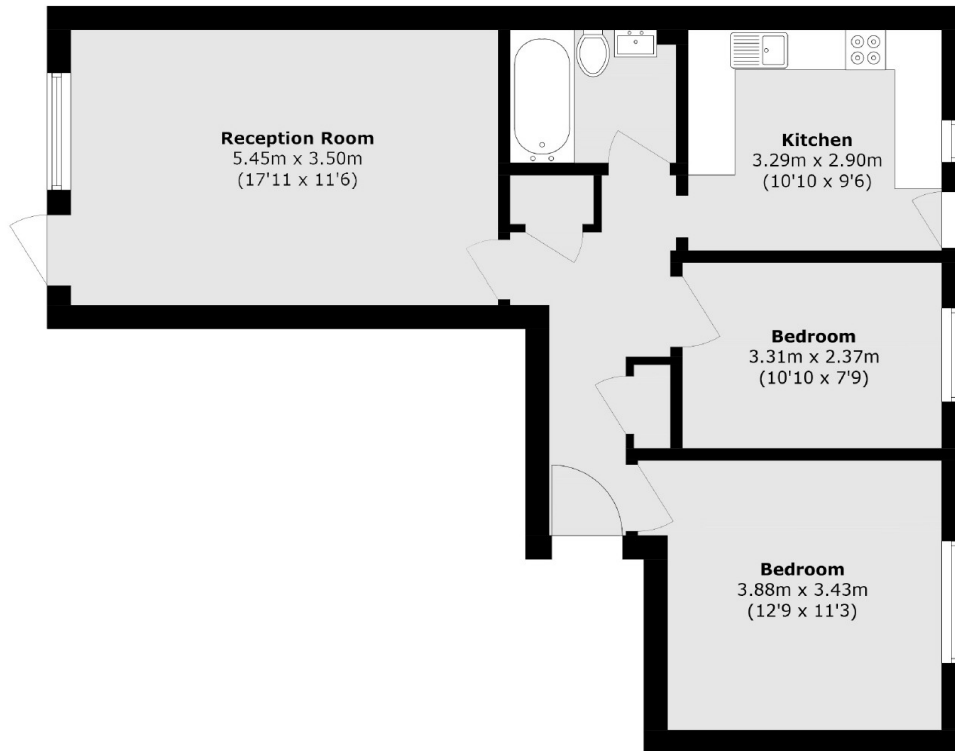 Reception Room
5.45m x 3.50m
(17'11 x 11'6)
Kitchen
3.29m x 2.90m
(10'10 x 9'6)
Bedroom
3.31m x 2.37m
(10'10 x 7'9)
Bedroom
3.88m x 3.43m
(12'9 x 11'3)